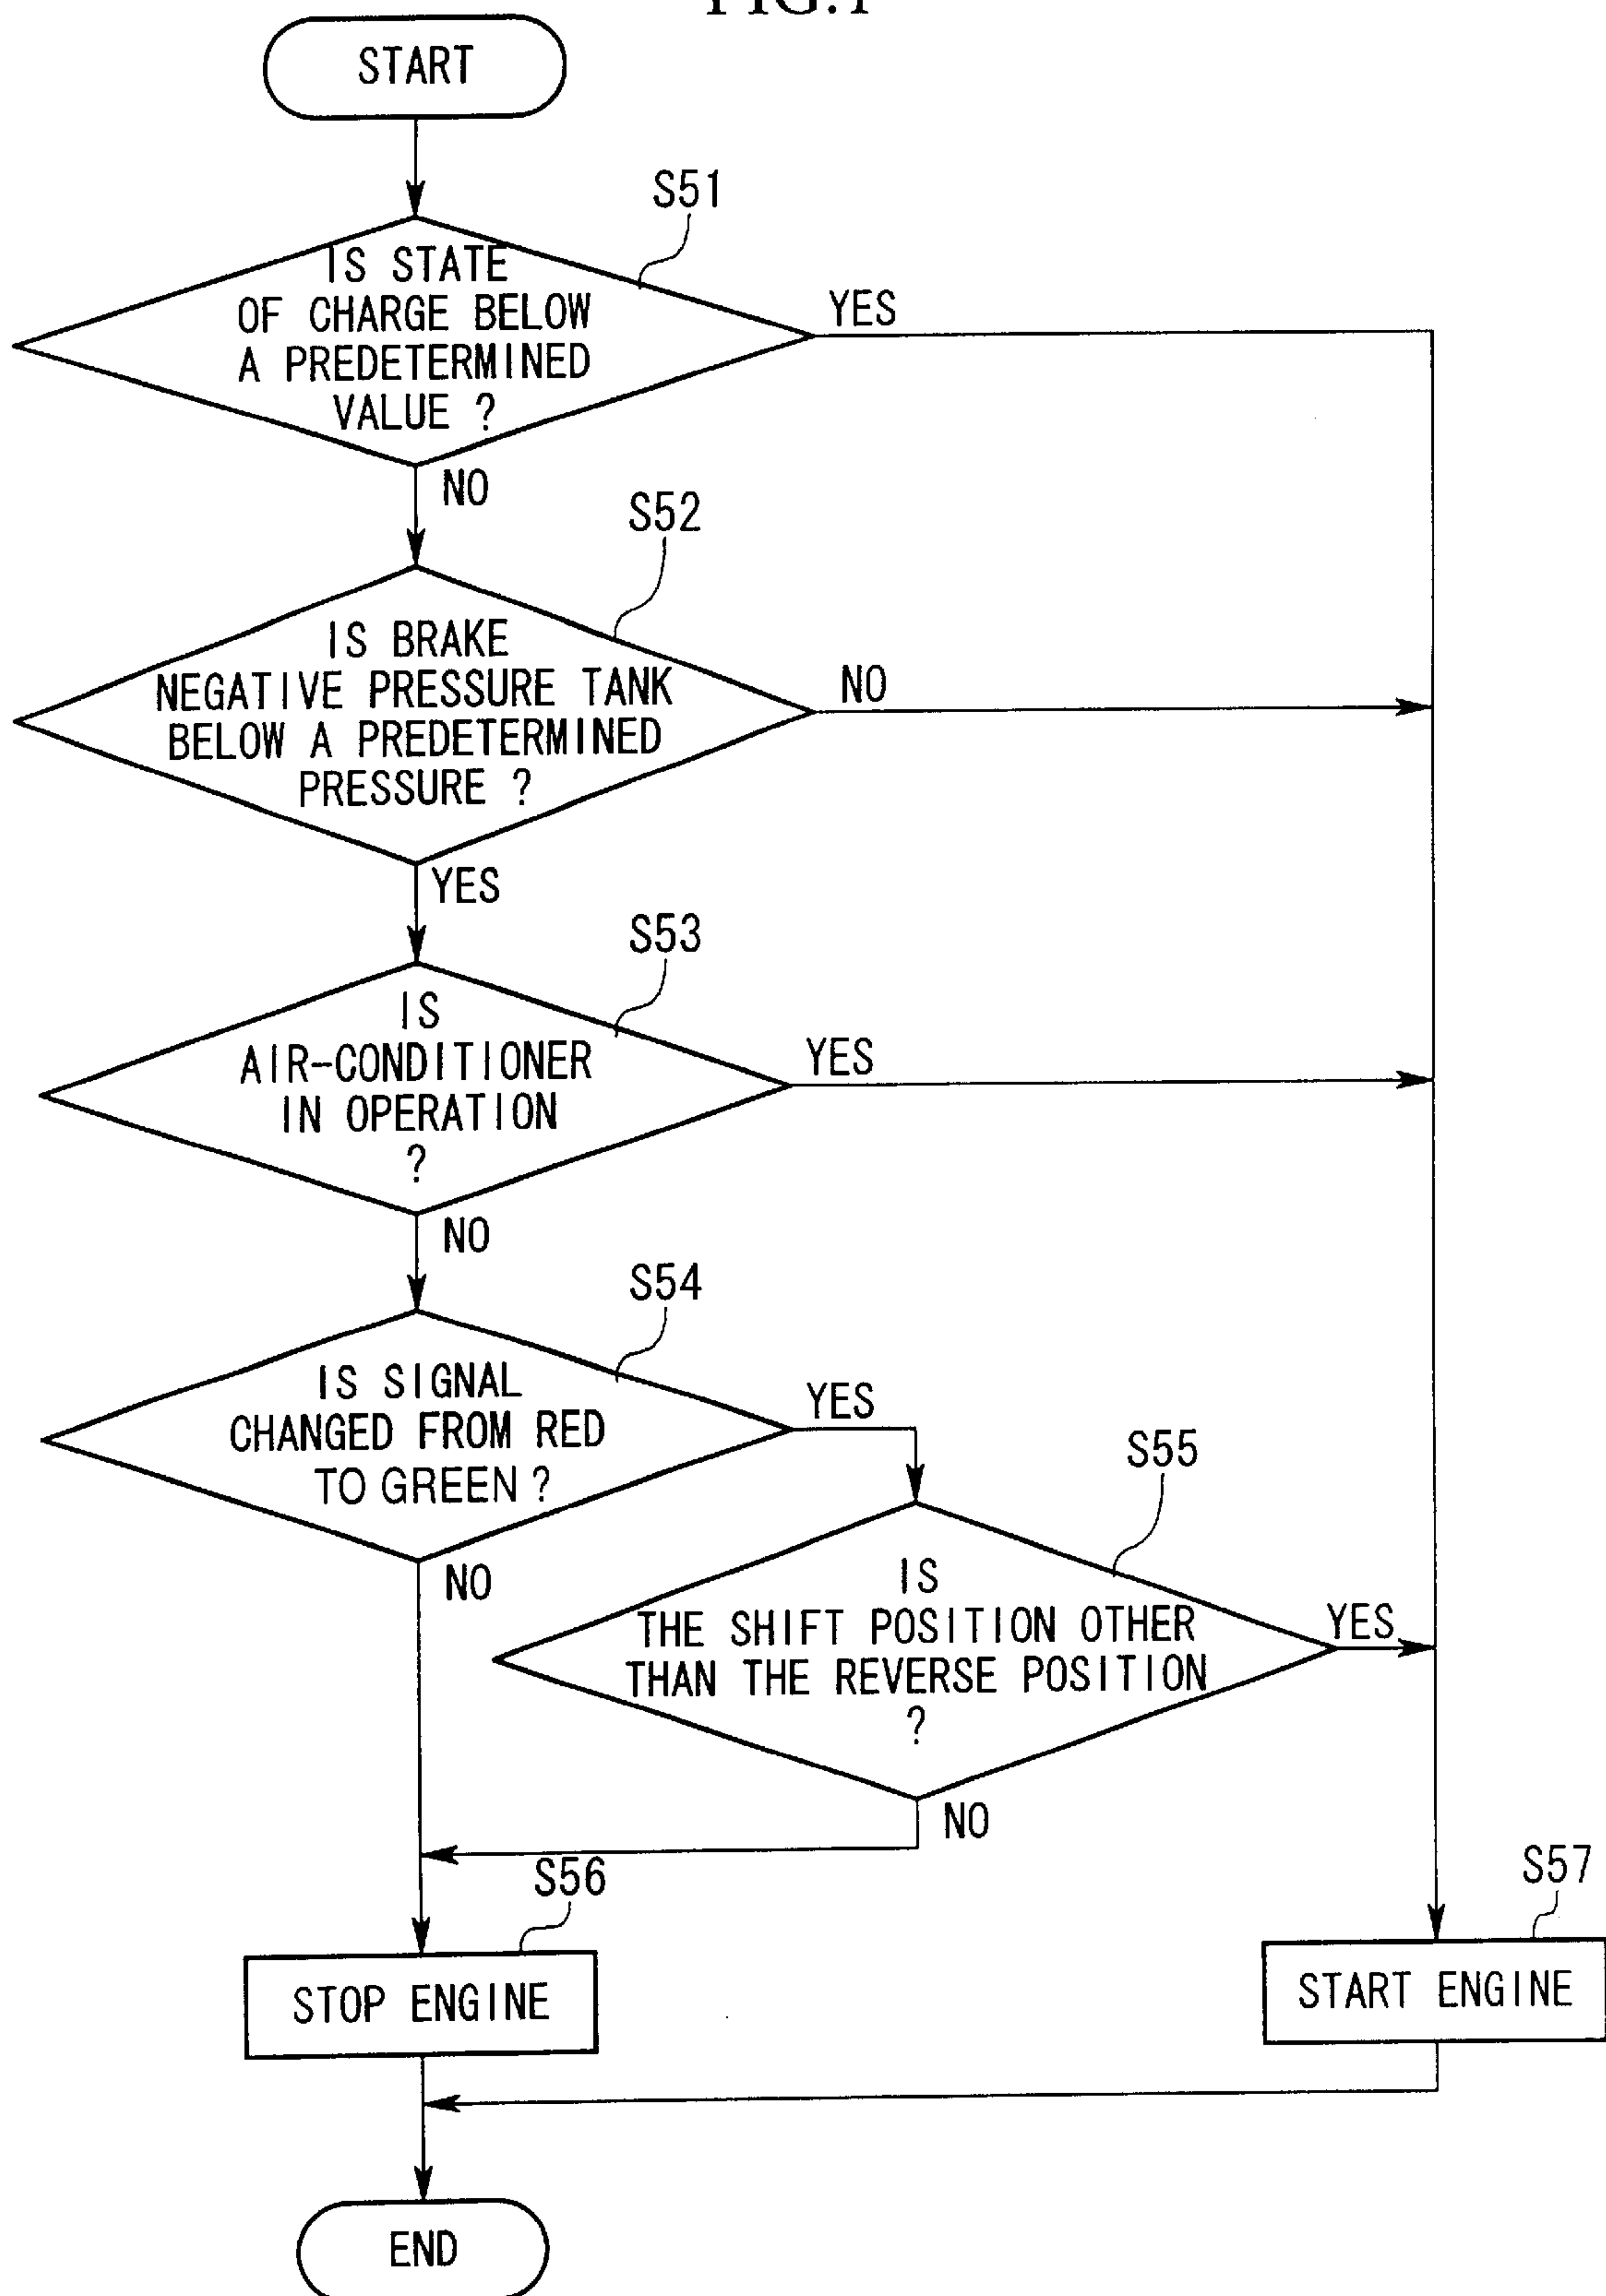 FIG.1
START
S51
IS STATE
OF CHARGE BELOW
A PREDETERMINED
VALUE ?
YES
NO
S52
IS BRAKE
NEGATIVE PRESSURE TANK
BELOW A PREDETERMINED
PRESSURE ?
NO
YES
S53
IS
AIR-CONDITIONER
IN OPERATION
?
YES
NO
S54
IS SIGNAL
CHANGED FROM RED
TO GREEN ?
YES
NO
S55
IS
THE SHIFT POSITION OTHER
THAN THE REVERSE POSITION
?
YES
NO
S56
STOP ENGINE
S57
START ENGINE
END